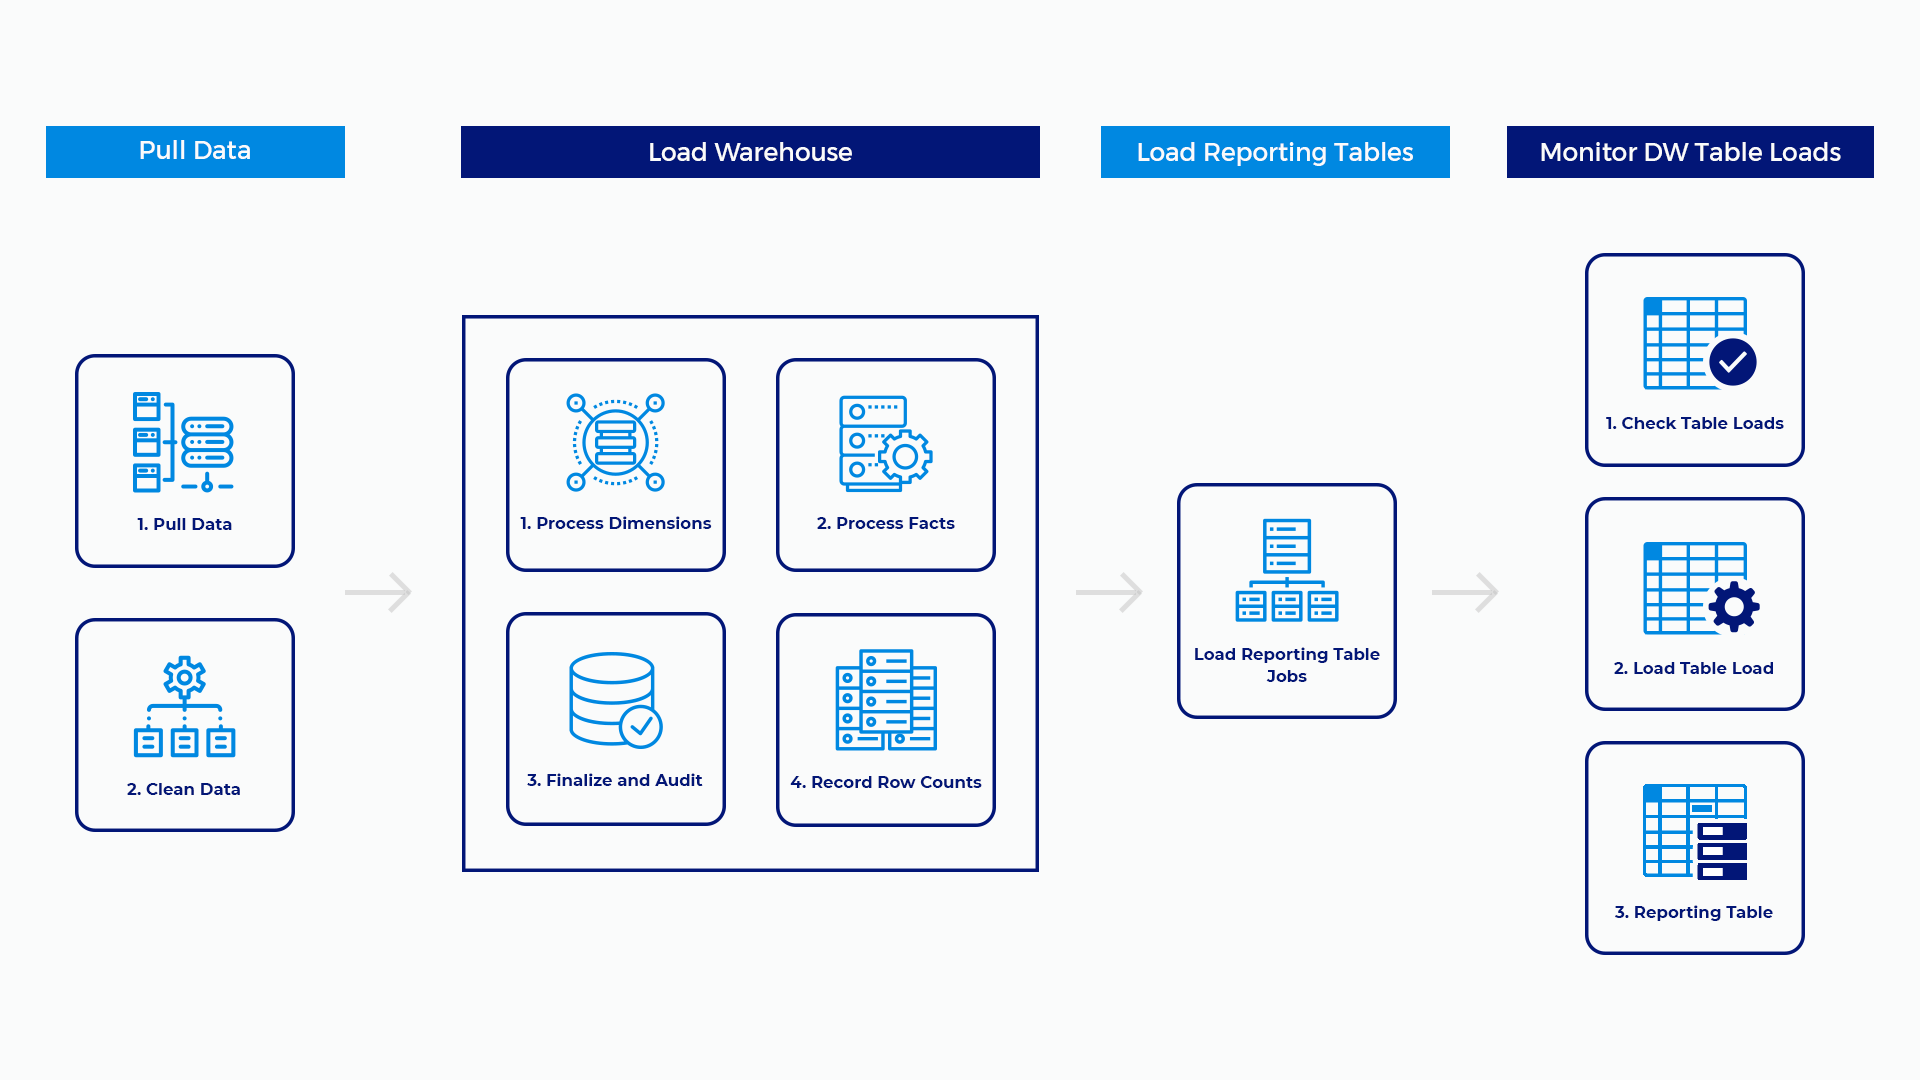 Pull Data
Load Warehouse
Load Reporting Tables
Monitor DW Table Loads
1. Pull Data
2. Clean Data
1. Process Dimensions
2. Process Facts
3. Finalize and Audit
4. Record Row Counts
Load Reporting Table
Jobs
1. Check Table Loads
2. Load Table Load
3. Reporting Table